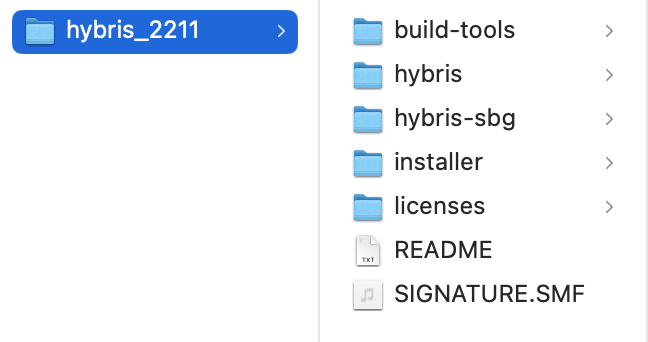 hybris_2211
build-tools
hybris
hybris-sbg
installer
licenses
TXT
README
SIGNATURE.SMF